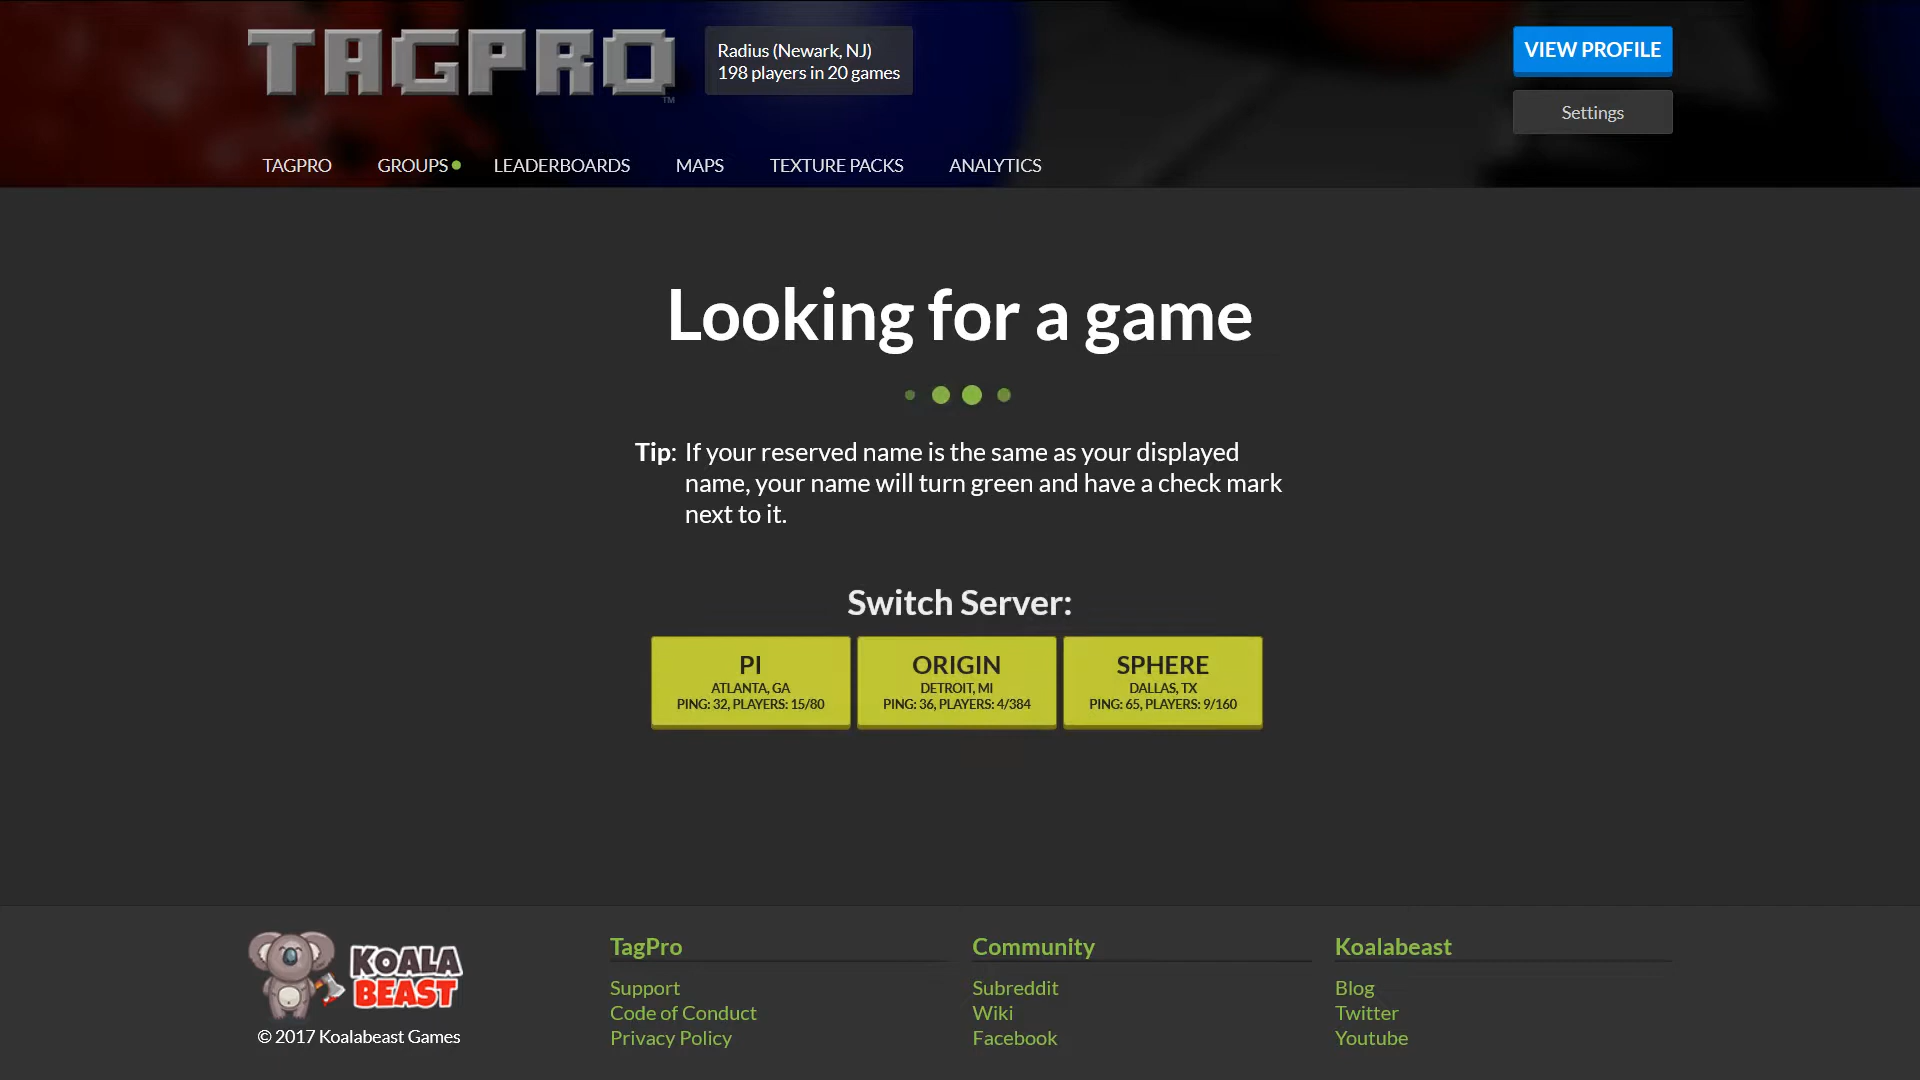 TAGPRO
TM
Radius (Newark, NJ)
198 players in 20 games
VIEW PROFILE
Settings
TAGPRO
GROUPS
LEADERBOARDS
MAPS
TEXTURE PACKS
ANALYTICS
Looking for a game
Tip: If your reserved name is the same as your displayed
name, your name will turn green and have a check mark
next to it.
Switch Server:
PI
ATLANTA, GA
PING: 32, PLAYERS: 15/80
ORIGIN
DETROIT, MI
PING: 36, PLAYERS: 4/384
SPHERE
DALLAS, TX
PING: 65, PLAYERS: 9/160
KOALA
BEAST
© 2017 Koalabeast Games
TagPro
Support
Code of Conduct
Privacy Policy
Community
Subreddit
Wiki
Facebook
Koalabeast
Blog
Twitter
Youtube